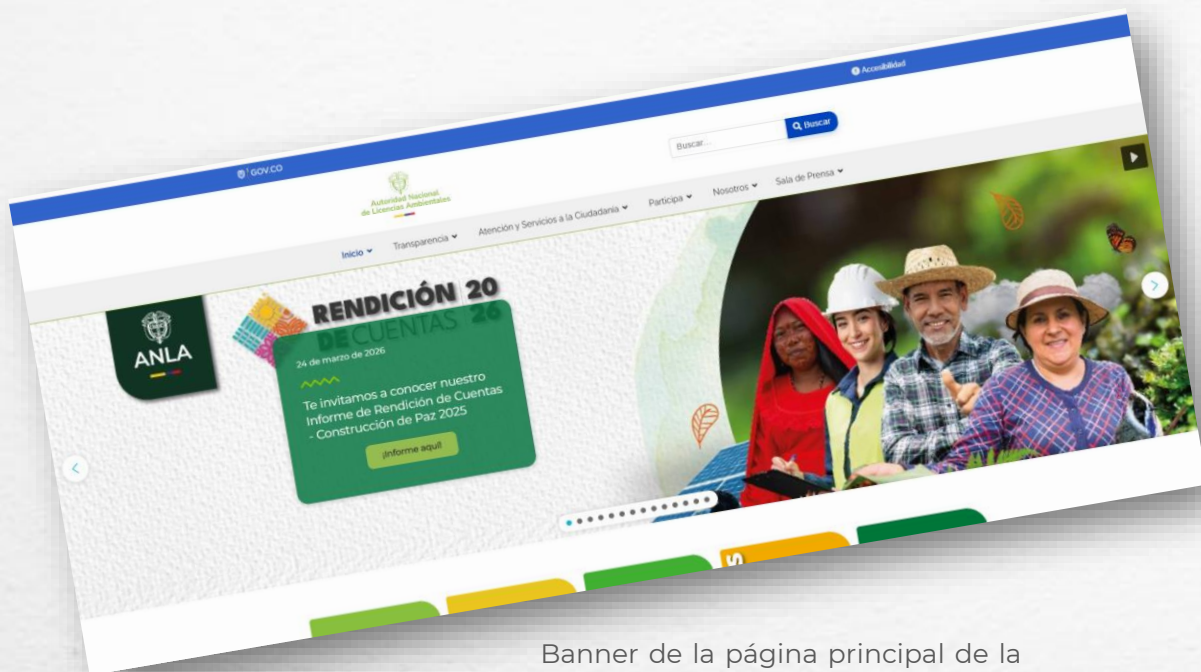 GOV.CO
Accesibilidad
Autoridad Nacional
de Licencias Ambientales
Buscar...
Buscar
Inicio
Transparencia
Atención y Servicios a la Ciudadanía
Participa
Nosotros
Sala de Prensa
ANLA
RENDICIÓN 20
DE CUENTAS 26
24 de marzo de 2026
Te invitamos a conocer nuestro
Informe de Rendición de Cuentas
- Construcción de Paz 2025
¡Informe aquí!
Banner de la página principal de la